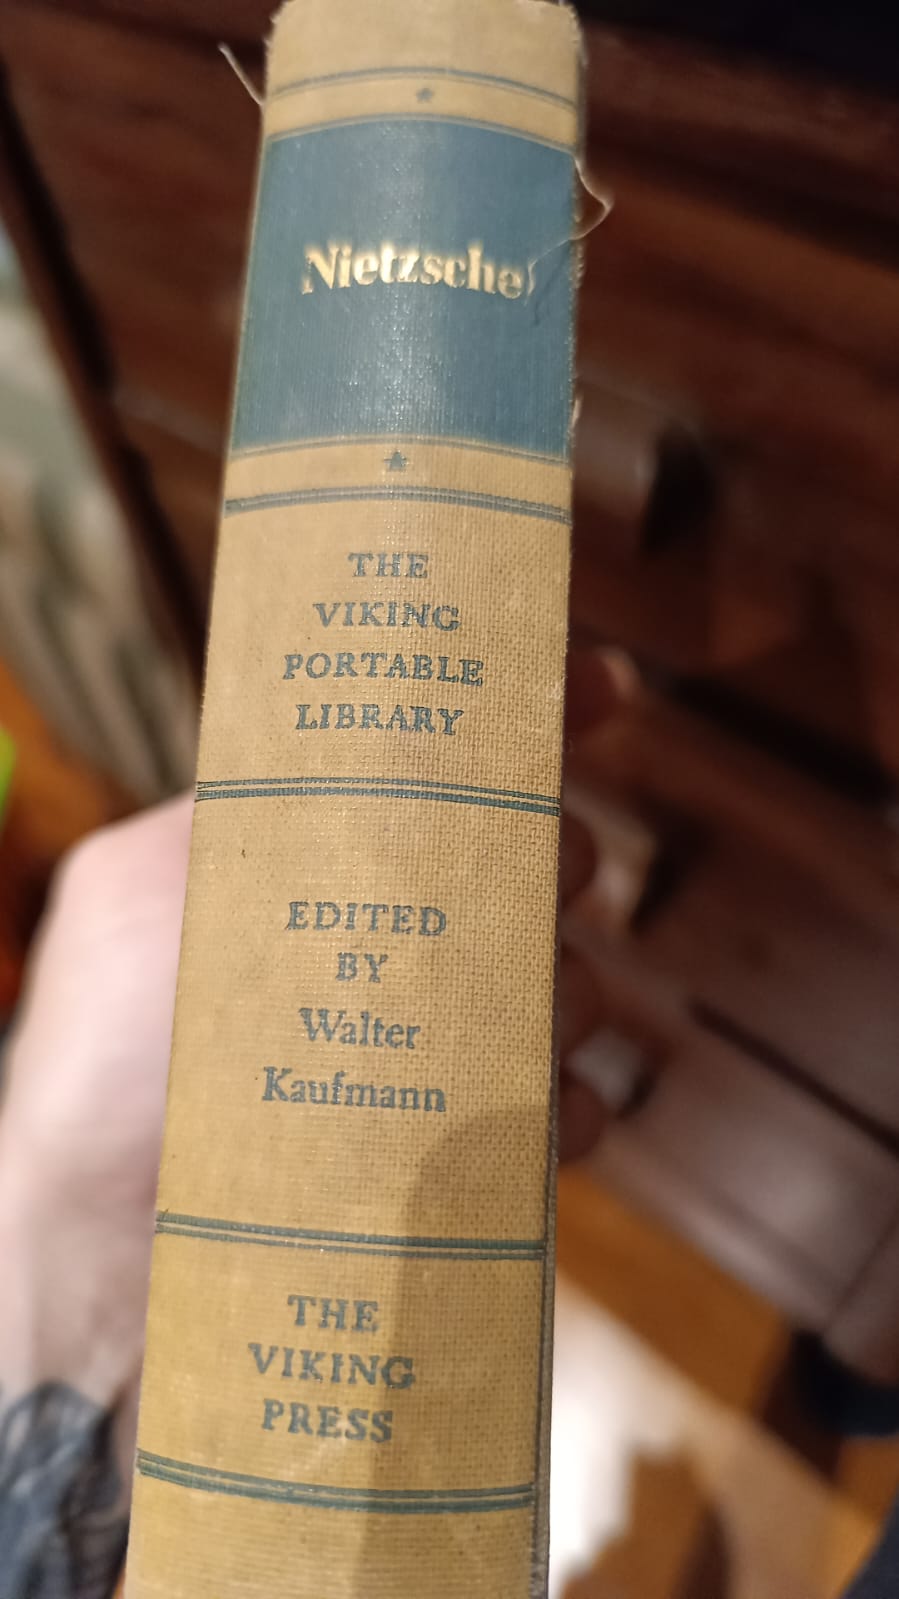 Nietzsche
THE
VIKING
PORTABLE
LIBRARY
EDITED
BY
Walter
Kaufmann
THE
VIKING
PRESS